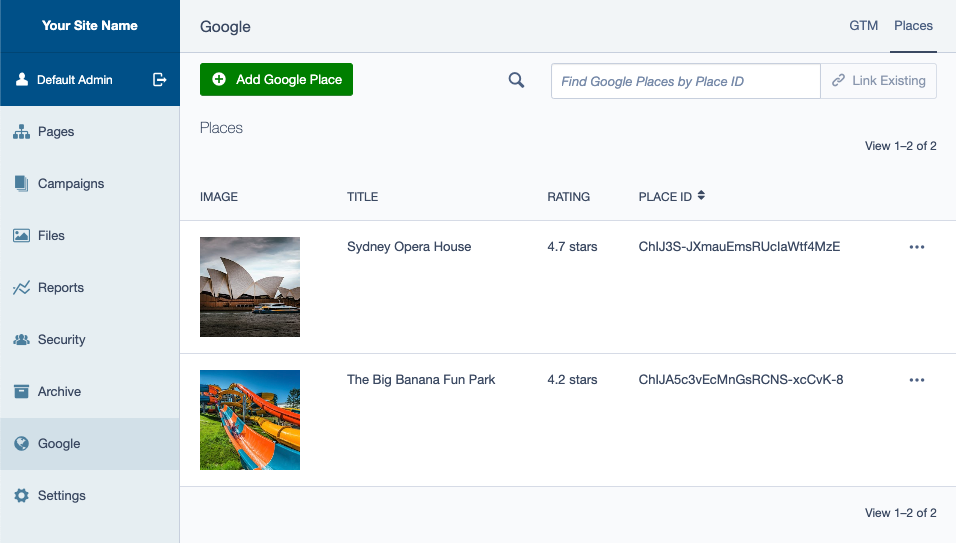 Your Site Name
Google
GTM
Places
Default Admin
Add Google Place
Find Google Places by Place ID
Link Existing
Pages
Campaigns
Files
Reports
Security
Archive
Google
Settings
Places
View 1–2 of 2
IMAGE
TITLE
RATING
PLACE ID
Sydney Opera House
4.7 stars
ChIJ3S-JXmauEmsRUcIaWtf4MzE
The Big Banana Fun Park
4.2 stars
ChIJA5c3vEcMnGsRCNS-xcCvK-8
View 1–2 of 2